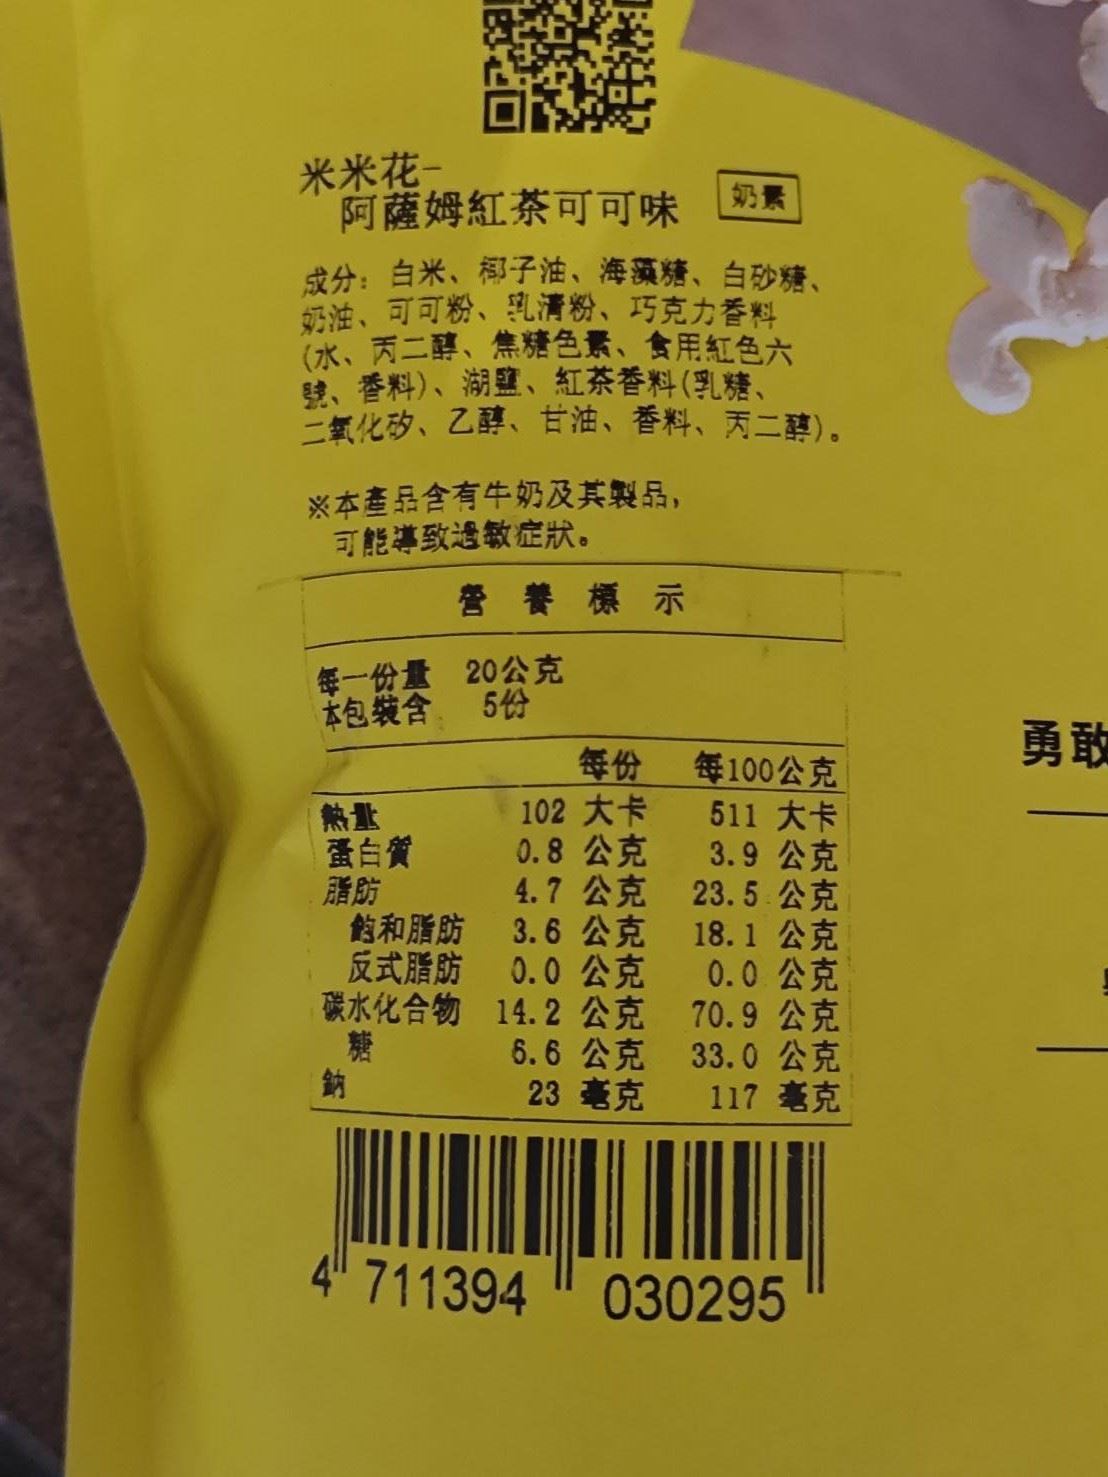 米米花-
阿薩姆紅茶可可味
奶素
成分：白米、椰子油、海藻糖、白砂糖、
奶油、可可粉、乳清粉、巧克力香料
(水、丙二醇、焦糖色素、食用紅色六
號、香料)、湖鹽、紅茶香料(乳糖、
二氧化矽、乙醇、甘油、香料、丙二醇)。
※本產品含有牛奶及其製品，
可能導致過敏症狀。
營養標示
每一份量 20公克
本包裝含 5份
每份 每100公克
熱量 102 大卡 511 大卡
蛋白質 0.8 公克 3.9 公克
脂肪 4.7 公克 23.5 公克
飽和脂肪 3.6 公克 18.1 公克
反式脂肪 0.0 公克 0.0 公克
碳水化合物 14.2 公克 70.9 公克
糖 6.6 公克 33.0 公克
鈉 23 毫克 117 毫克
4 711394 030295
勇敢